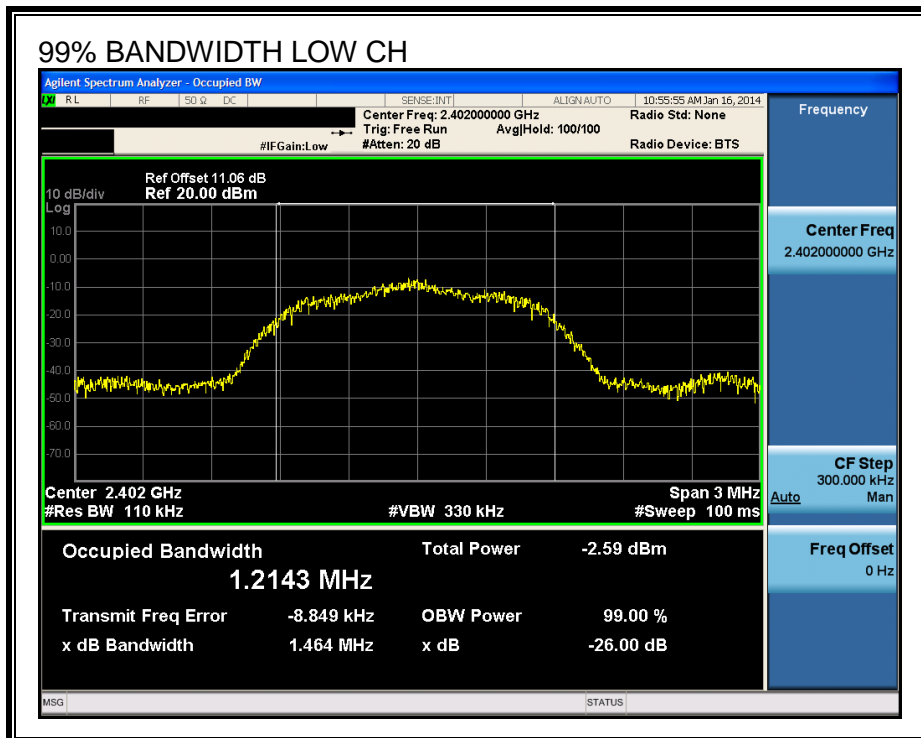 99% BANDWIDTH LOW CH
Agilent Spectrum Analyzer - Occupied BW
LXI RL RF 50 Ω DC SENSE:INT ALIGN AUTO 10:55:55 AM Jan 16, 2014
Center Freq: 2.402000000 GHz Radio Std: None
Trig: Free Run Avg|Hold: 100/100
#IFGain:Low #Atten: 20 dB Radio Device: BTS
Ref Offset 11.06 dB
10 dB/div Ref 20.00 dBm
Log
10.0
0.00
-10.0
-20.0
-30.0
-40.0
-50.0
-60.0
-70.0
Center 2.402 GHz Span 3 MHz
#Res BW 110 kHz #VBW 330 kHz #Sweep 100 ms
Occupied Bandwidth Total Power -2.59 dBm
1.2143 MHz
Transmit Freq Error -8.849 kHz OBW Power 99.00 %
x dB Bandwidth 1.464 MHz x dB -26.00 dB
MSG STATUS
Frequency
Center Freq
2.402000000 GHz
CF Step
300.000 kHz
Auto Man
Freq Offset
0 Hz